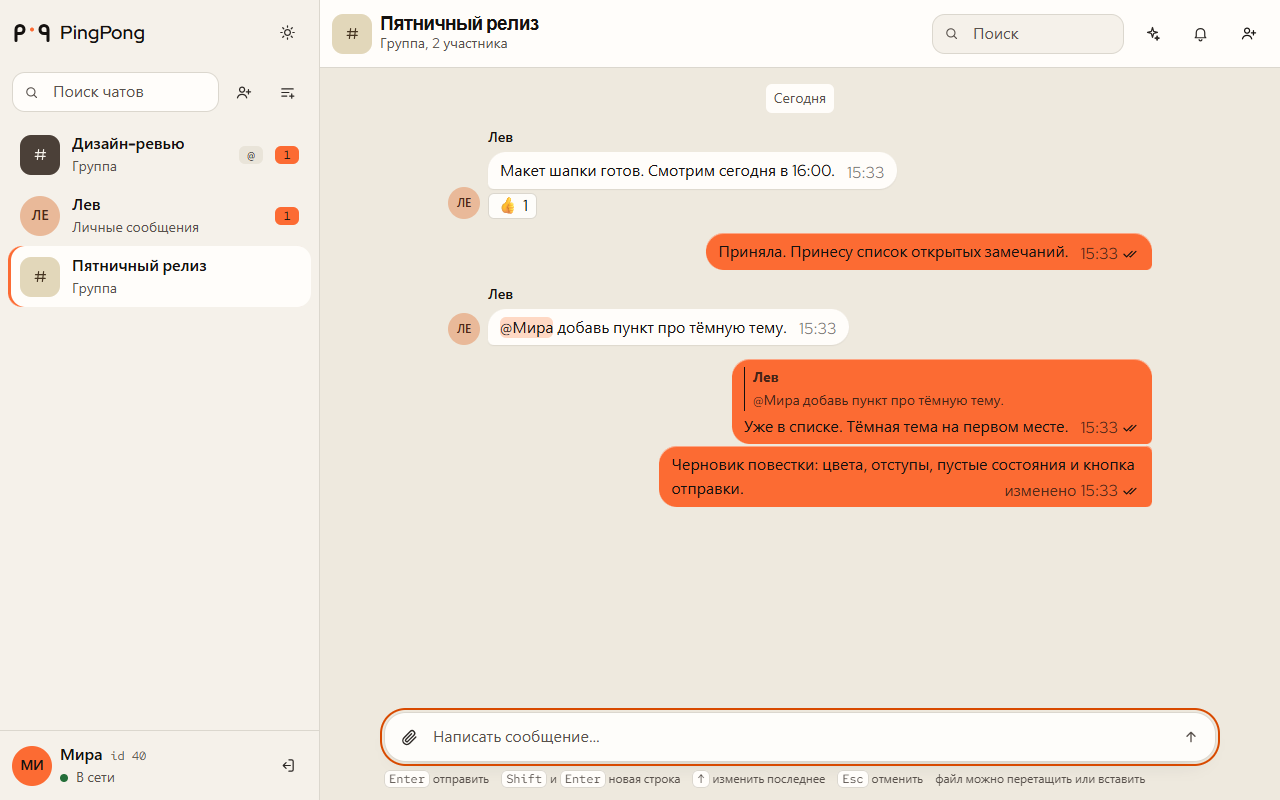 PingPong
Поиск чатов
# Дизайн-ревью @ 1
Группа
ЛЕ Лев 1
Личные сообщения
# Пятничный релиз
Группа
МИ Мира id 40
В сети
# Пятничный релиз
Группа, 2 участника
Поиск
Сегодня
Лев
Макет шапки готов. Смотрим сегодня в 16:00. 15:33
ЛЕ 👍 1
Приняла. Принесу список открытых замечаний. 15:33
Лев
ЛЕ @Мира добавь пункт про тёмную тему. 15:33
Лев
@Мира добавь пункт про тёмную тему.
Уже в списке. Тёмная тема на первом месте. 15:33
Черновик повестки: цвета, отступы, пустые состояния и кнопка
отправки. изменено 15:33
Написать сообщение...
Enter отправить Shift и Enter новая строка ↑ изменить последнее Esc отменить файл можно перетащить или вставить